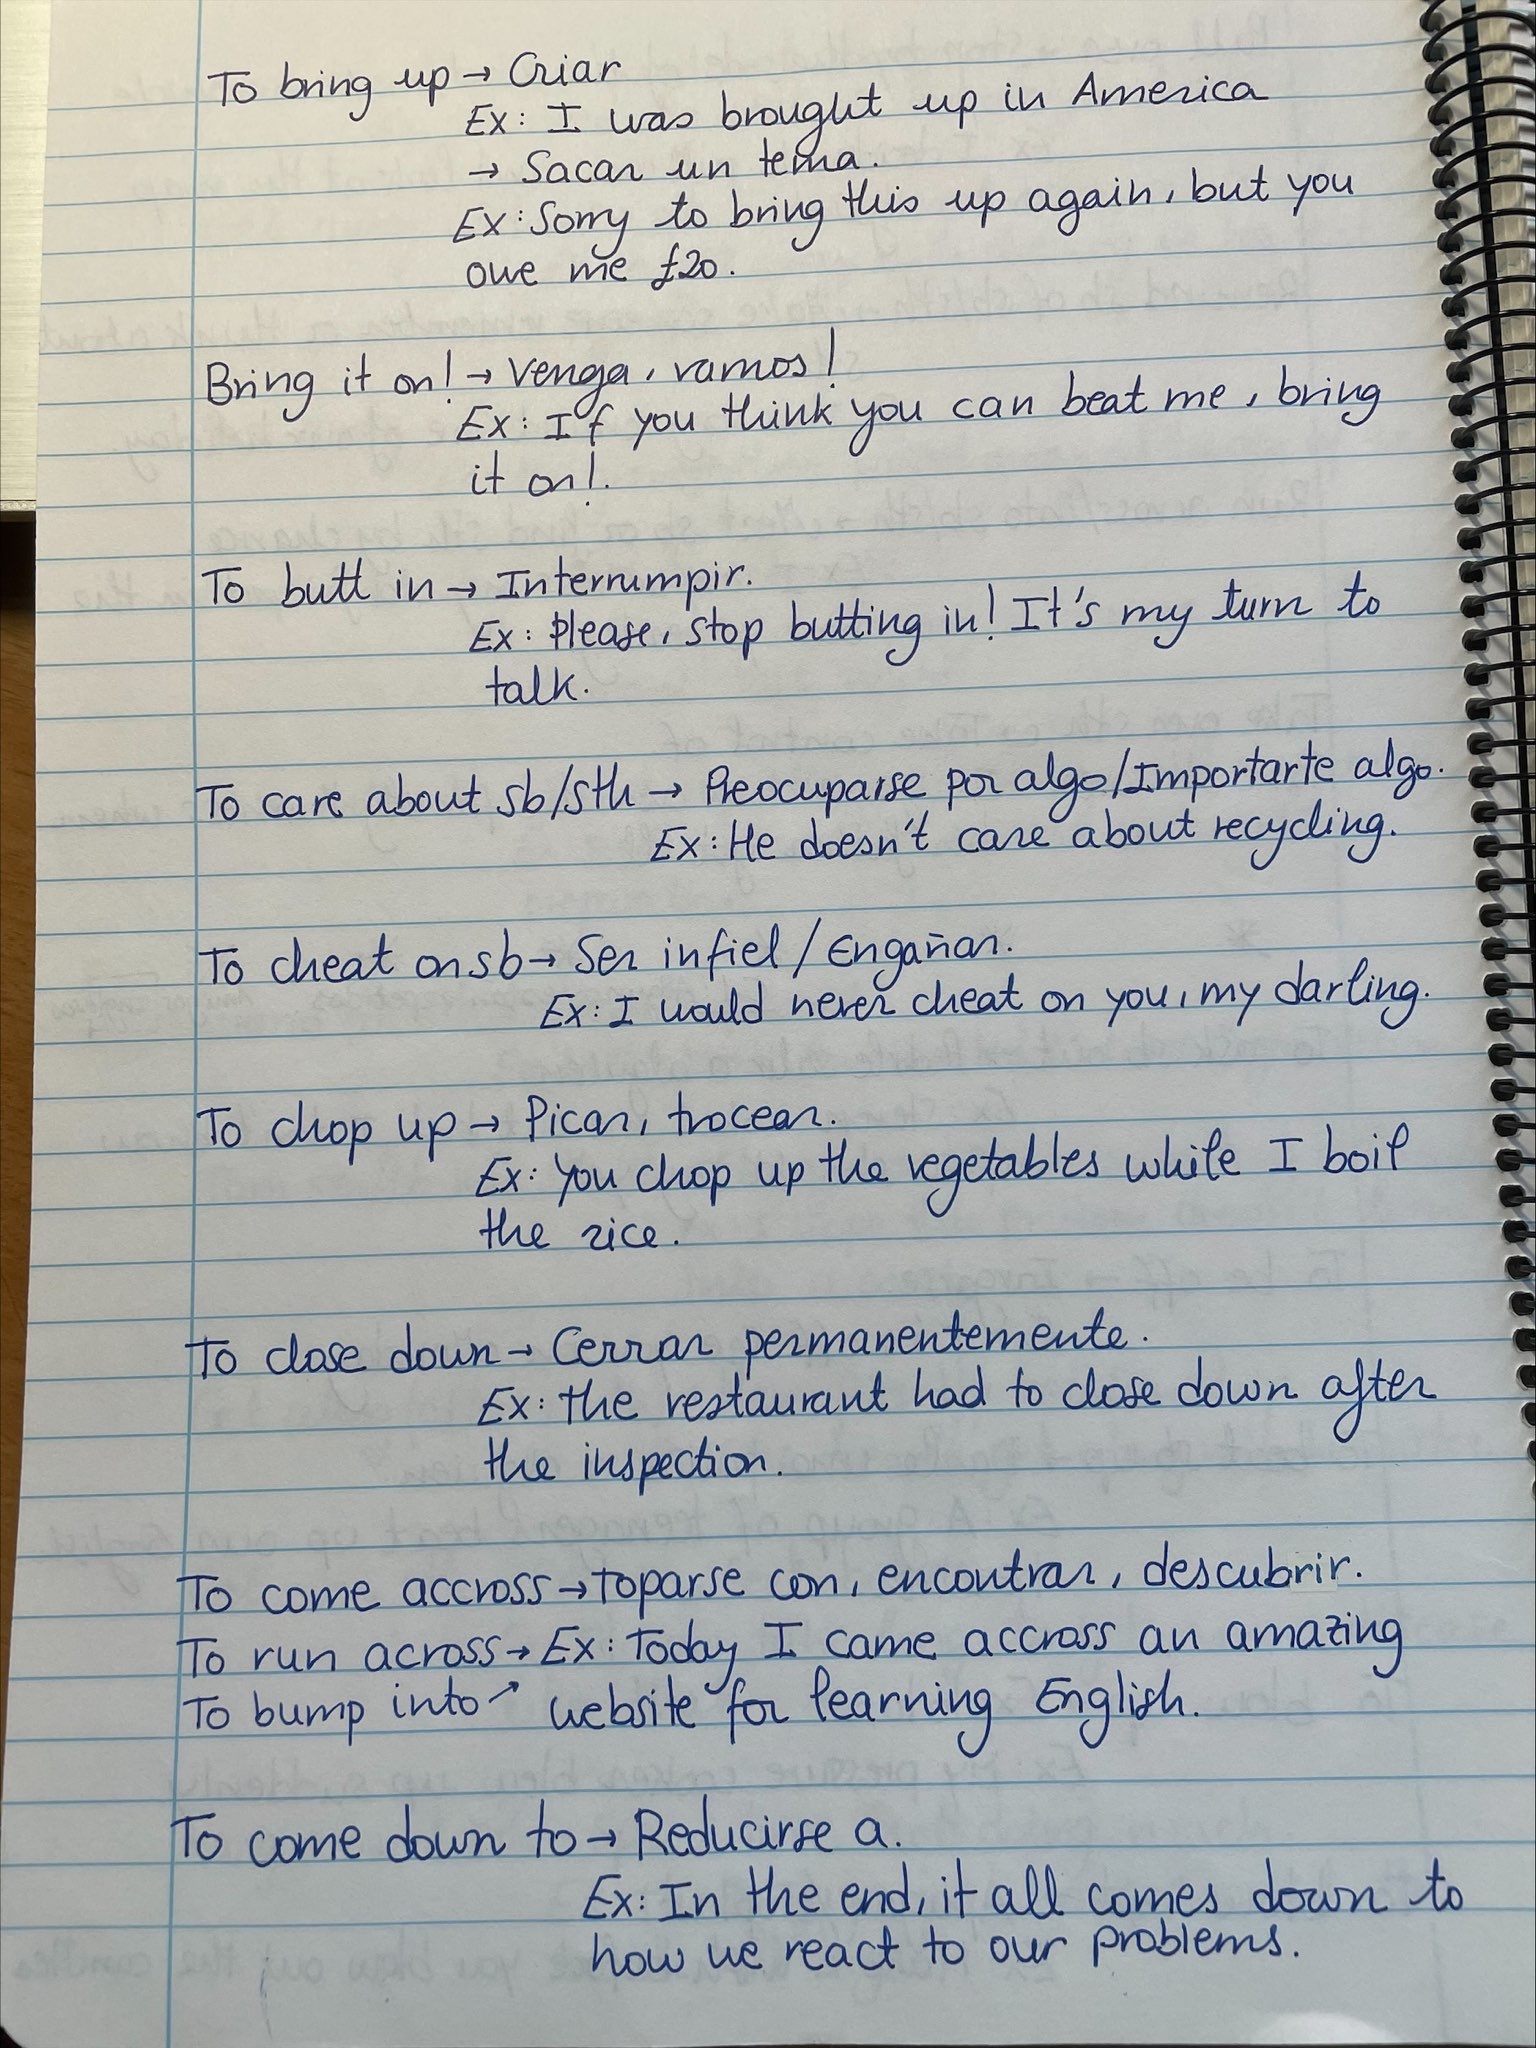 To bring up → Criar
Ex: I was brought up in America
→ Sacar un tema.
Ex: Sorry to bring this up again, but you
owe me £20.
Bring it on! → Venga, vamos!
Ex: If you think you can beat me, bring
it on!.
To butt in → Interrumpir.
Ex: Please, stop butting in! It's my turn to
talk.
To care about sb/sth → Preocuparse por algo/Importarte algo.
Ex: He doesn't care about recycling.
To cheat on sb → Ser infiel / Engañar.
Ex: I would never cheat on you, my darling.
To chop up → Picar, trocear.
Ex: You chop up the vegetables while I boil
the rice.
To close down → Cerrar permanentemente.
Ex: the restaurant had to close down after
the inspection.
To come accross → toparse con, encontrar, descubrir.
To run across → Ex: Today I came accross an amazing
To bump into ↗ website for learning English.
To come down to → Reducirse a.
Ex: In the end, it all comes down to
how we react to our problems.